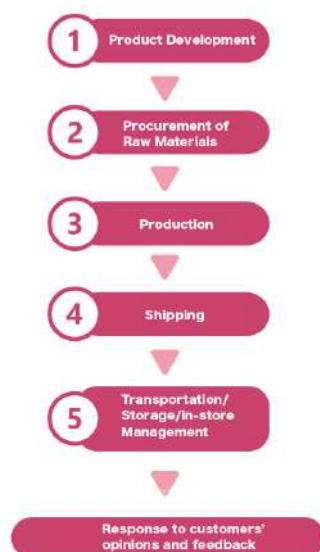 1
Product Development
2
Procurement of
Raw Materials
3
Production
4
Shipping
5
Transportation/
Storage/in-store
Management
Response to customers'
opinions and feedback